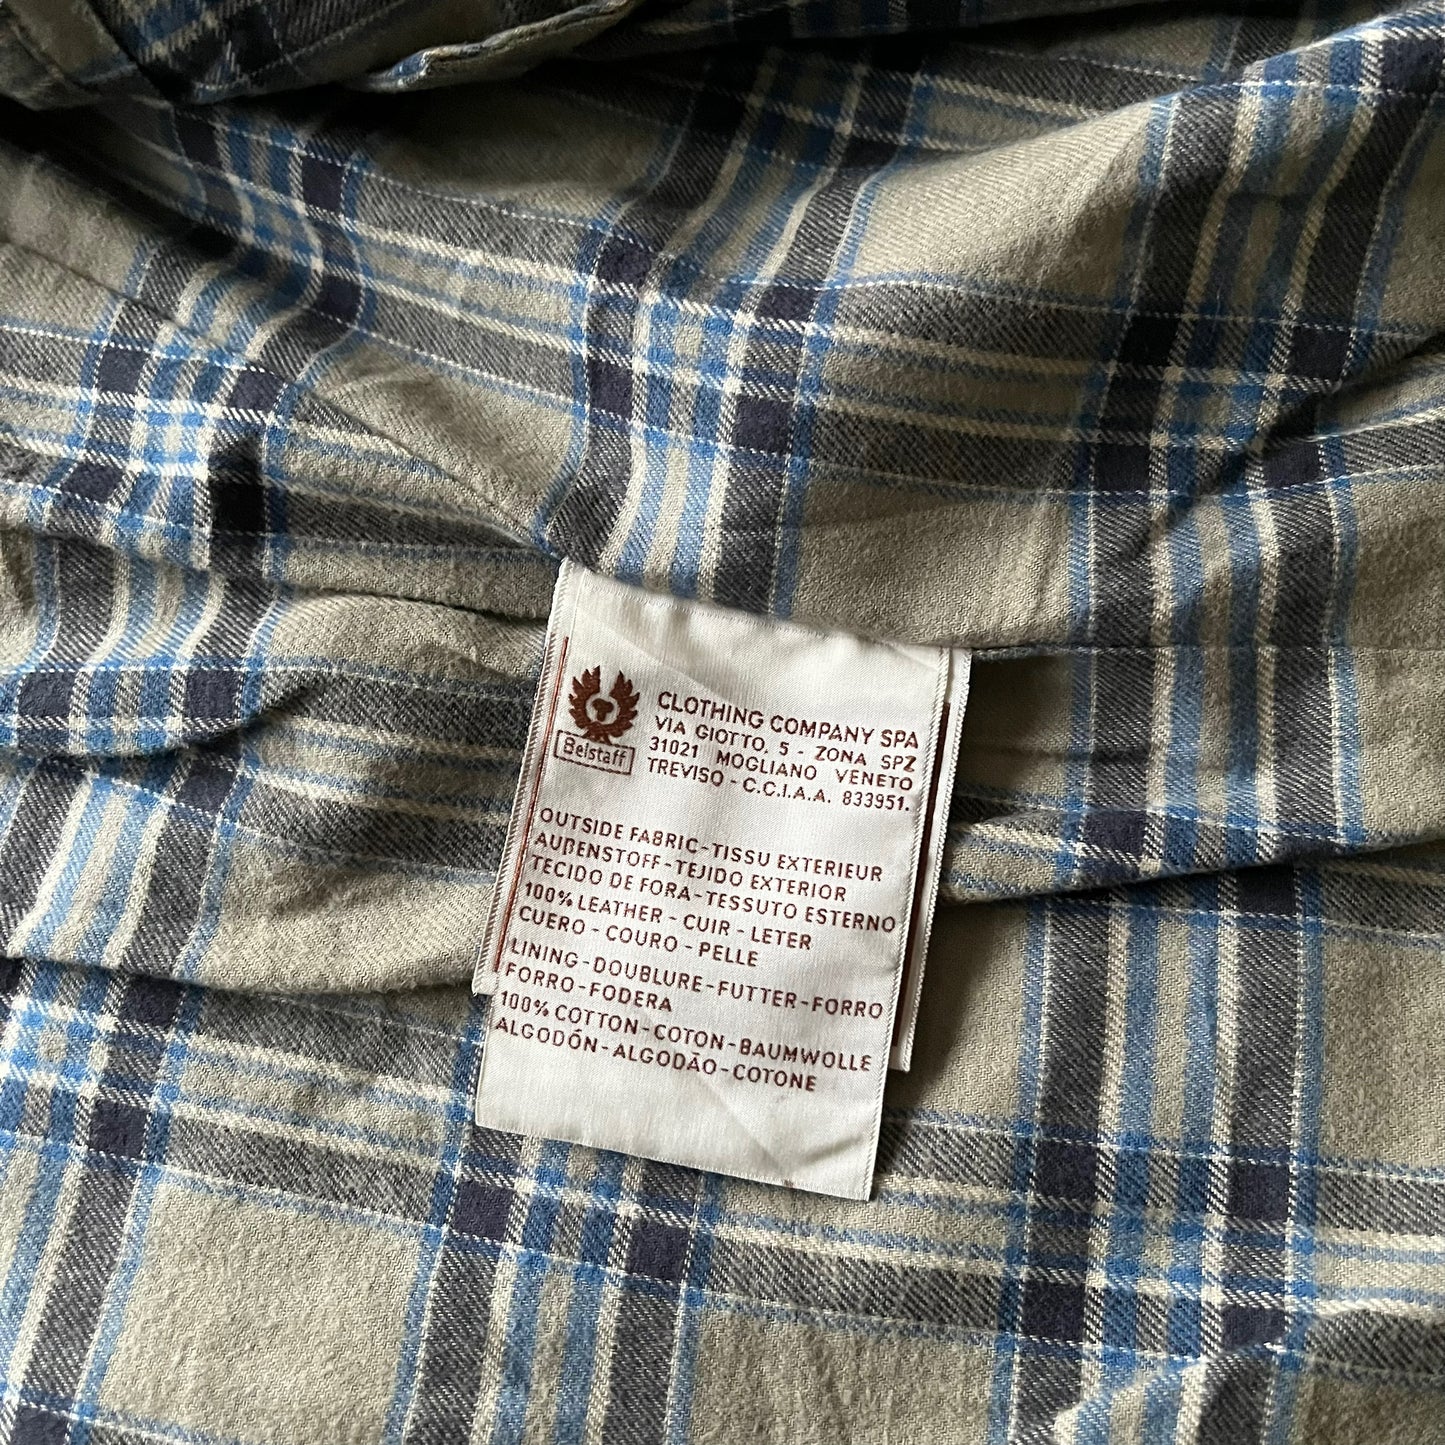 Belstaff
CLOTHING COMPANY SPA
VIA GIOTTO, 5 - ZONA SPZ
31021 MOGLIANO VENETO
TREVISO - C.C.I.A.A. 833951.
OUTSIDE FABRIC-TISSU EXTERIEUR
AUßENSTOFF-TEJIDO EXTERIOR
TECIDO DE FORA-TESSUTO ESTERNO
100% LEATHER - CUIR - LETER
CUERO - COURO - PELLE
LINING-DOUBLURE-FUTTER-FORRO
FORRO-FODERA
100% COTTON-COTON-BAUMWOLLE
ALGODÓN-ALGODÃO-COTONE